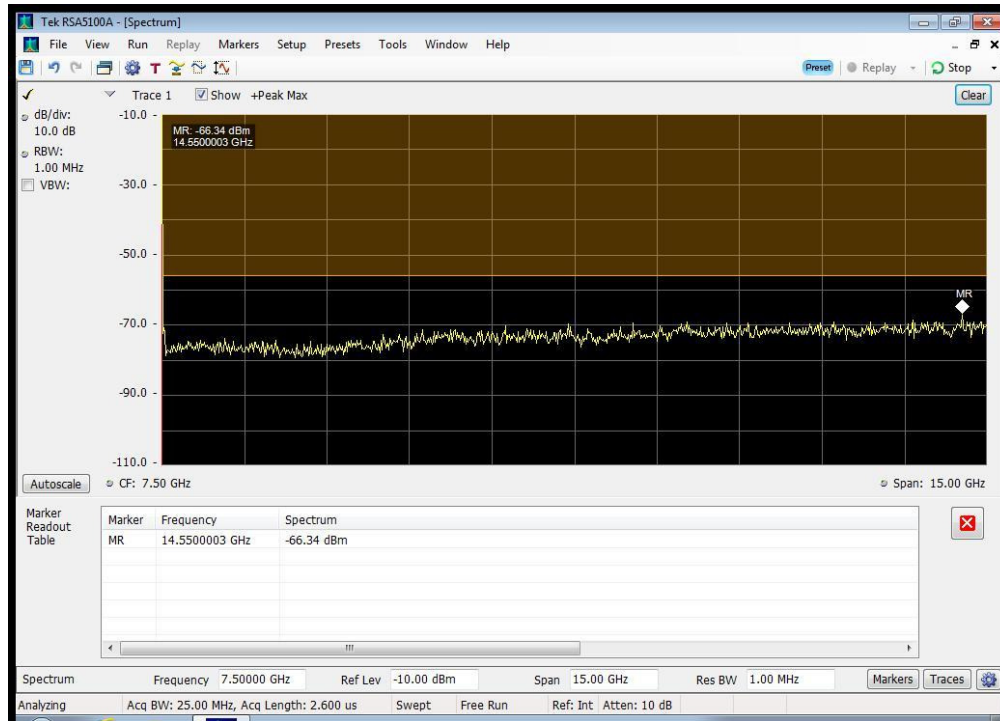 Tek RSA5100A - [Spectrum]
File View Run Replay Markers Setup Presets Tools Window Help
T Preset Replay Stop
Trace 1 Show +Peak Max Clear
dB/div:
10.0 dB
RBW:
1.00 MHz
VBW:
-10.0
MR: -66.34 dBm
14.5500003 GHz
-30.0
-50.0
MR
-70.0
-90.0
-110.0
Autoscale CF: 7.50 GHz Span: 15.00 GHz
Marker
Readout
Table
Marker Frequency Spectrum
MR 14.5500003 GHz -66.34 dBm
Spectrum Frequency 7.50000 GHz Ref Lev -10.00 dBm Span 15.00 GHz Res BW 1.00 MHz Markers Traces
Analyzing Acq BW: 25.00 MHz, Acq Length: 2.600 us Swept Free Run Ref: Int Atten: 10 dB